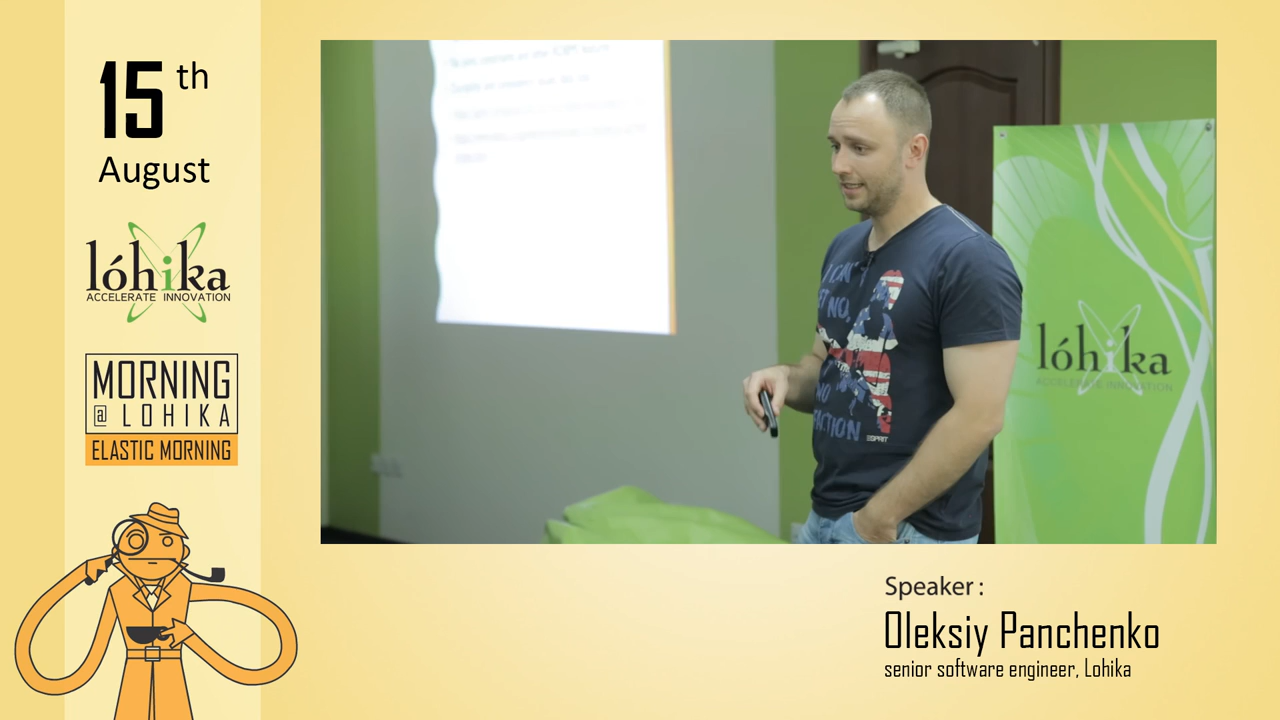 15 th
August
lóhika
ACCELERATE INNOVATION
MORNING
@ LOHIKA
ELASTIC MORNING
NO
ESPRIT
lóhika
ACCELERATE INNOVATION
Speaker :
Oleksiy Panchenko
senior software engineer, Lohika